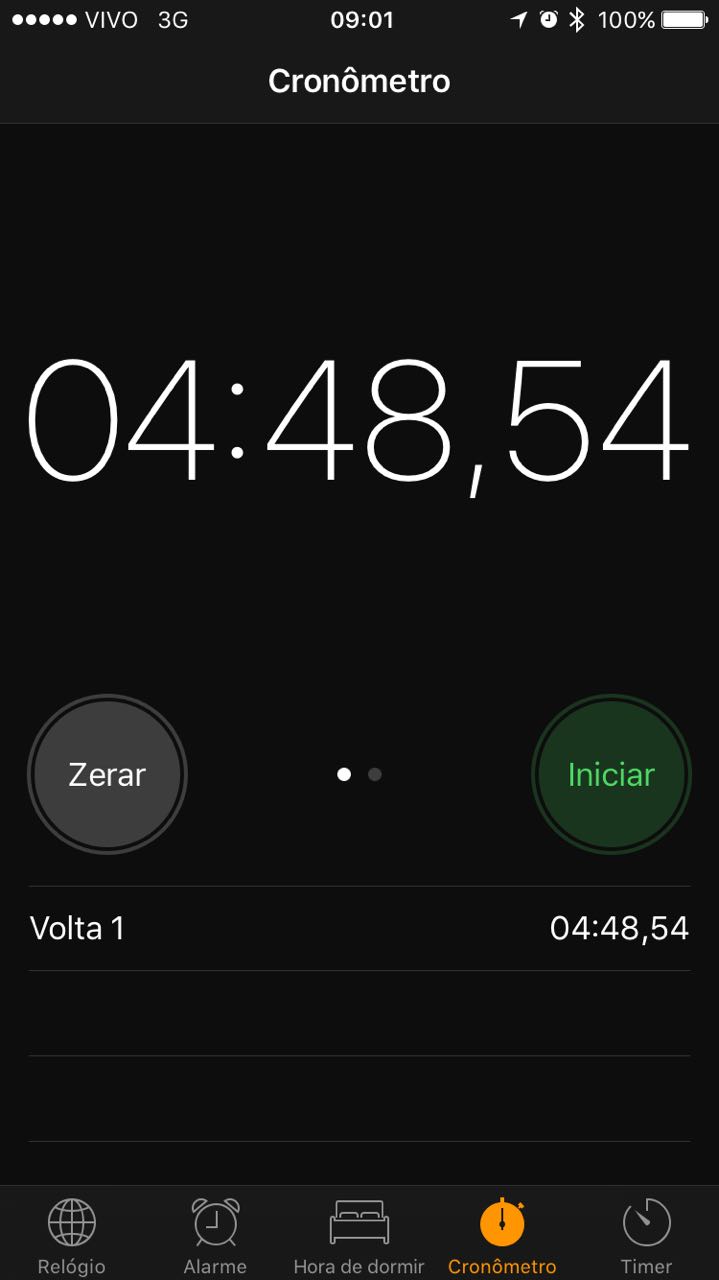 VIVO 3G 09:01 100%
Cronômetro
04:48,54
Zerar Iniciar
Volta 1 04:48,54
Relógio Alarme Hora de dormir Cronômetro Timer